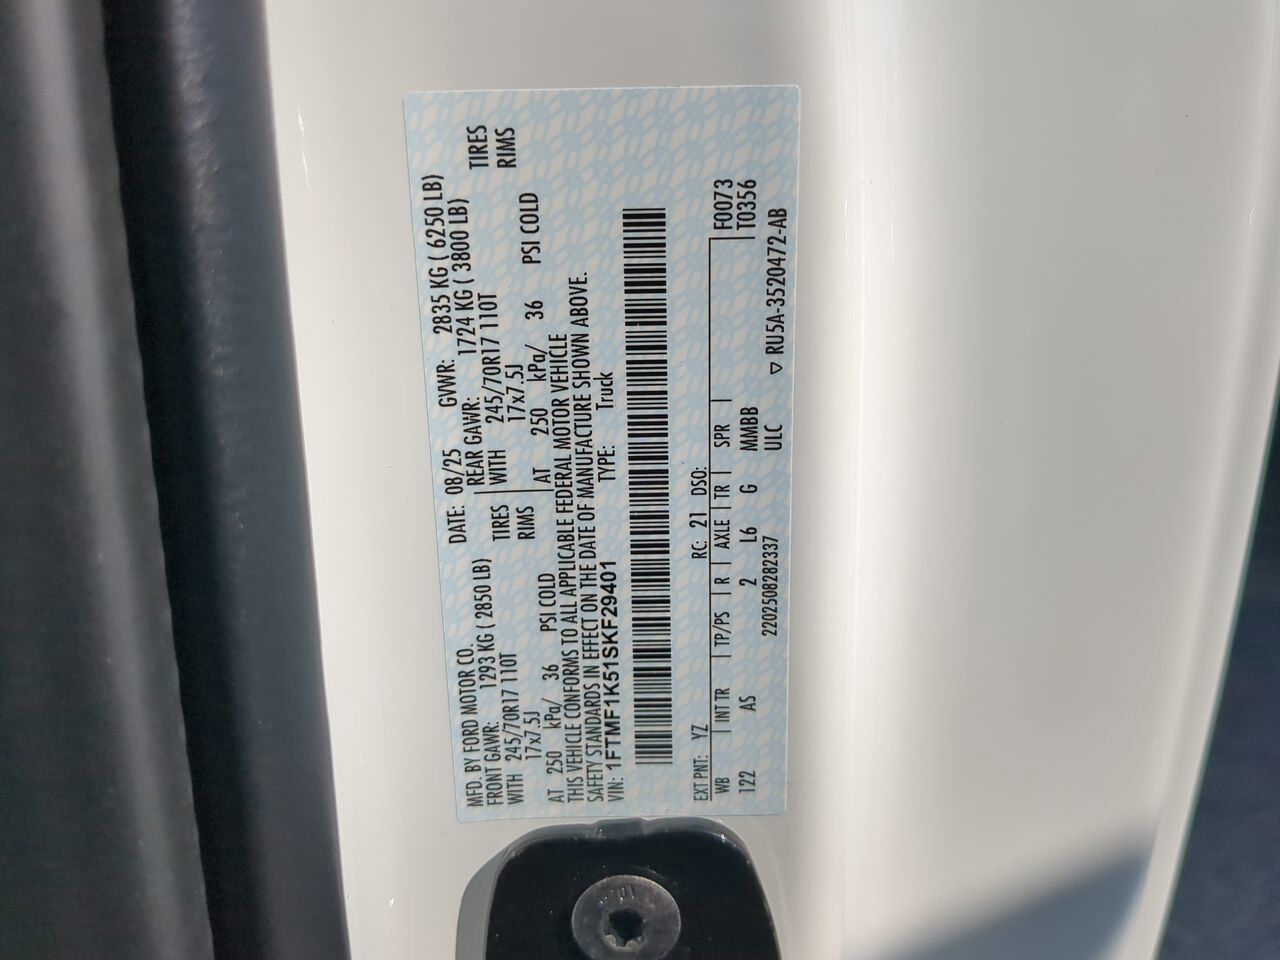 MFD. BY FORD MOTOR CO.
DATE: 08/25 GVWR: 2835 KG ( 6250 LB)
FRONT GAWR: 1293 KG ( 2850 LB) REAR GAWR: 1724 KG ( 3800 LB)
WITH 245/70R17 110T TIRES WITH 245/70R17 110T TIRES
17x7.5J RIMS 17x7.5J RIMS
AT 250 kPa/ 36 PSI COLD AT 250 kPa/ 36 PSI COLD
THIS VEHICLE CONFORMS TO ALL APPLICABLE FEDERAL MOTOR VEHICLE
SAFETY STANDARDS IN EFFECT ON THE DATE OF MANUFACTURE SHOWN ABOVE.
VIN: 1FTMF1K51SKF29401 TYPE: Truck
EXT PNT: YZ RC: 21 DSO: F0073
WB INT TR TP/PS R AXLE TR SPR T0356
122 AS 2 L6 G MMBB
2202508282337 ULC ▽ RU5A-3520472-AB